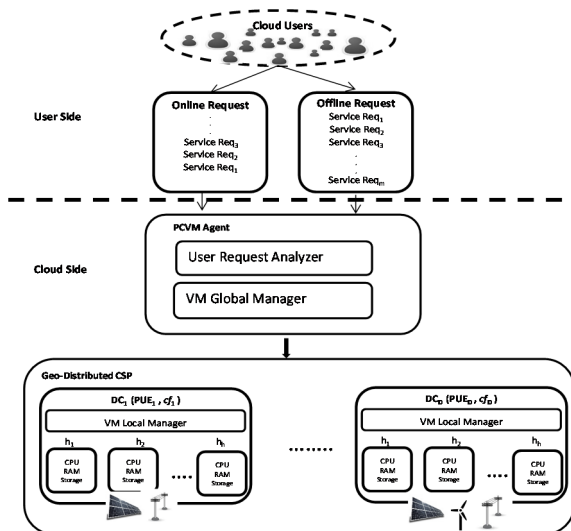 Cloud Users
User Side
Online Request
.
.
.
Service Req3
Service Req2
Service Req1
Offline Request
Service Req1
Service Req2
Service Req3
.
.
.
Service Reqm
Cloud Side
PCVM Agent
User Request Analyzer
VM Global Manager
Geo-Distributed CSP
DC1 (PUE1 , cf1)
VM Local Manager
h1 h2 hh
CPU
RAM
Storage
CPU
RAM
Storage
.....
CPU
RAM
Storage
........
DCD (PUED , cfD)
VM Local Manager
h1 h2 hh
CPU
RAM
Storage
CPU
RAM
Storage
.....
CPU
RAM
Storage